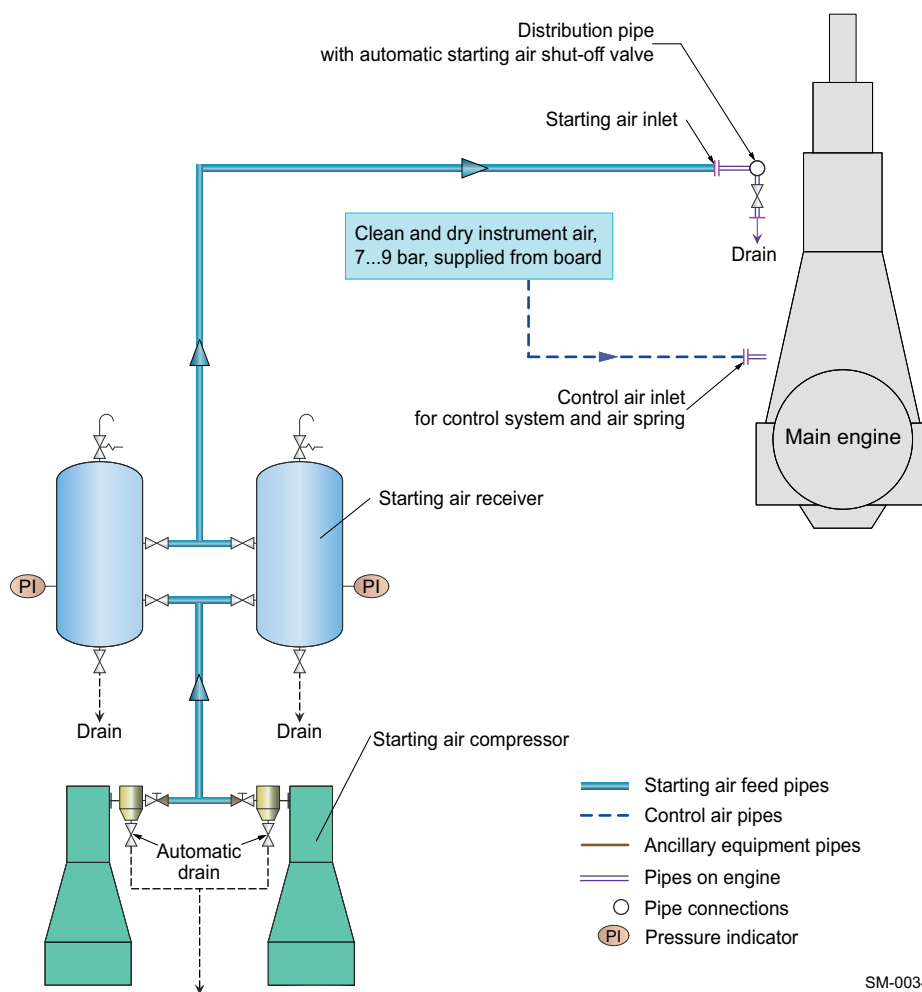 Distribution pipe
with automatic starting air shut-off valve
Starting air inlet
Clean and dry instrument air,
7...9 bar, supplied from board
Drain
Control air inlet
for control system and air spring
Main engine
Starting air receiver
PI
PI
Drain
Drain
Starting air compressor
Automatic
drain
Starting air feed pipes
Control air pipes
Ancillary equipment pipes
Pipes on engine
Pipe connections
PI Pressure indicator
SM-003